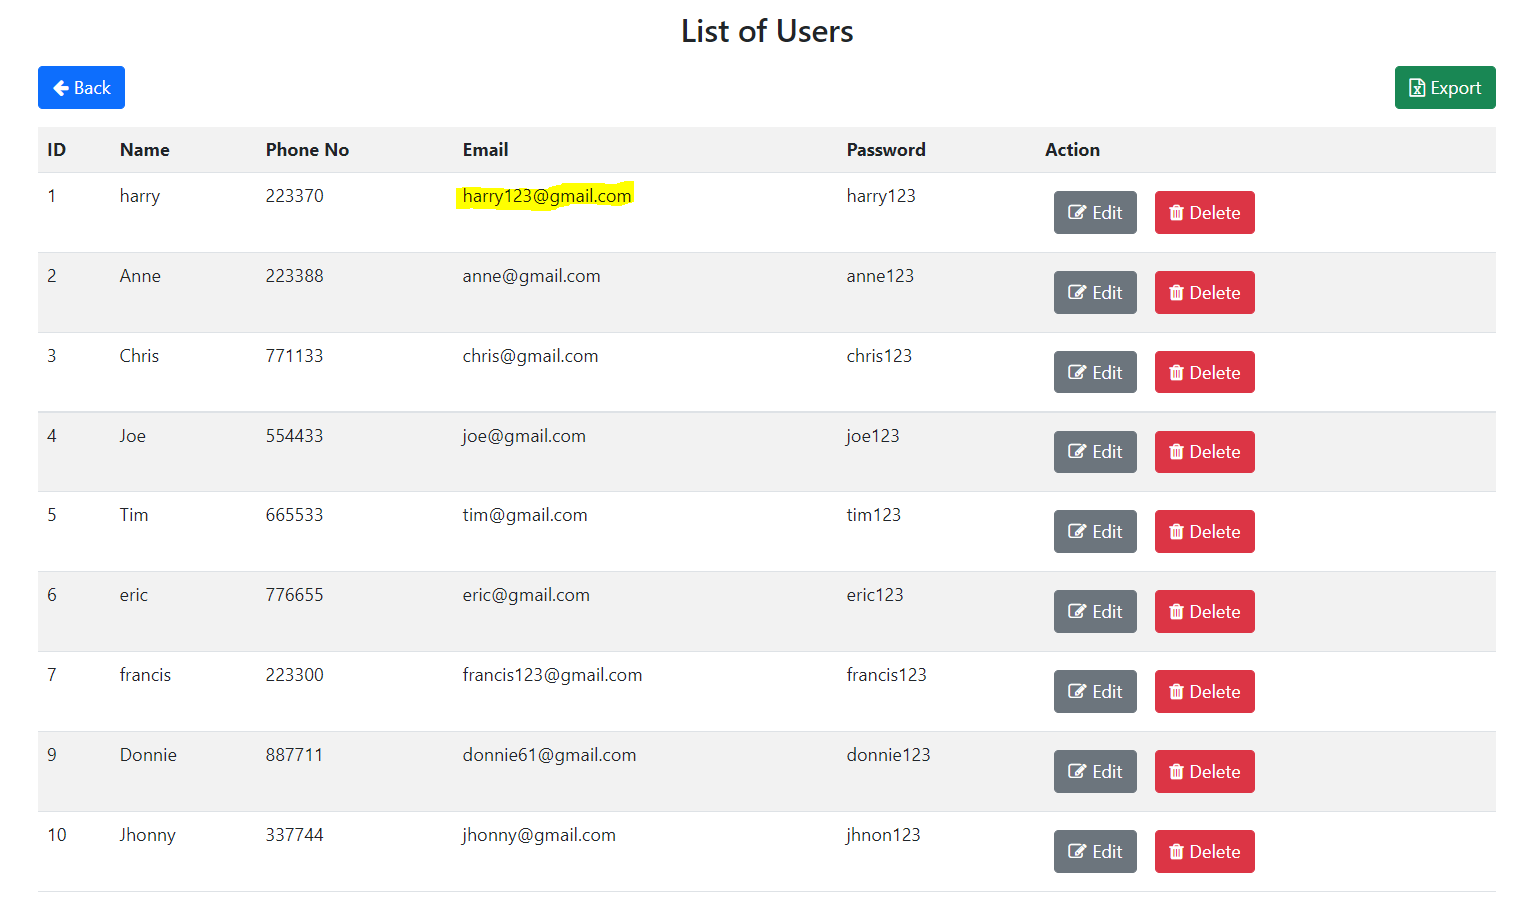 List of Users
Back Export
ID Name Phone No Email Password Action
1 harry 223370 harry123@gmail.com harry123 Edit Delete
2 Anne 223388 anne@gmail.com anne123 Edit Delete
3 Chris 771133 chris@gmail.com chris123 Edit Delete
4 Joe 554433 joe@gmail.com joe123 Edit Delete
5 Tim 665533 tim@gmail.com tim123 Edit Delete
6 eric 776655 eric@gmail.com eric123 Edit Delete
7 francis 223300 francis123@gmail.com francis123 Edit Delete
9 Donnie 887711 donnie61@gmail.com donnie123 Edit Delete
10 Jhonny 337744 jhonny@gmail.com jhnon123 Edit Delete